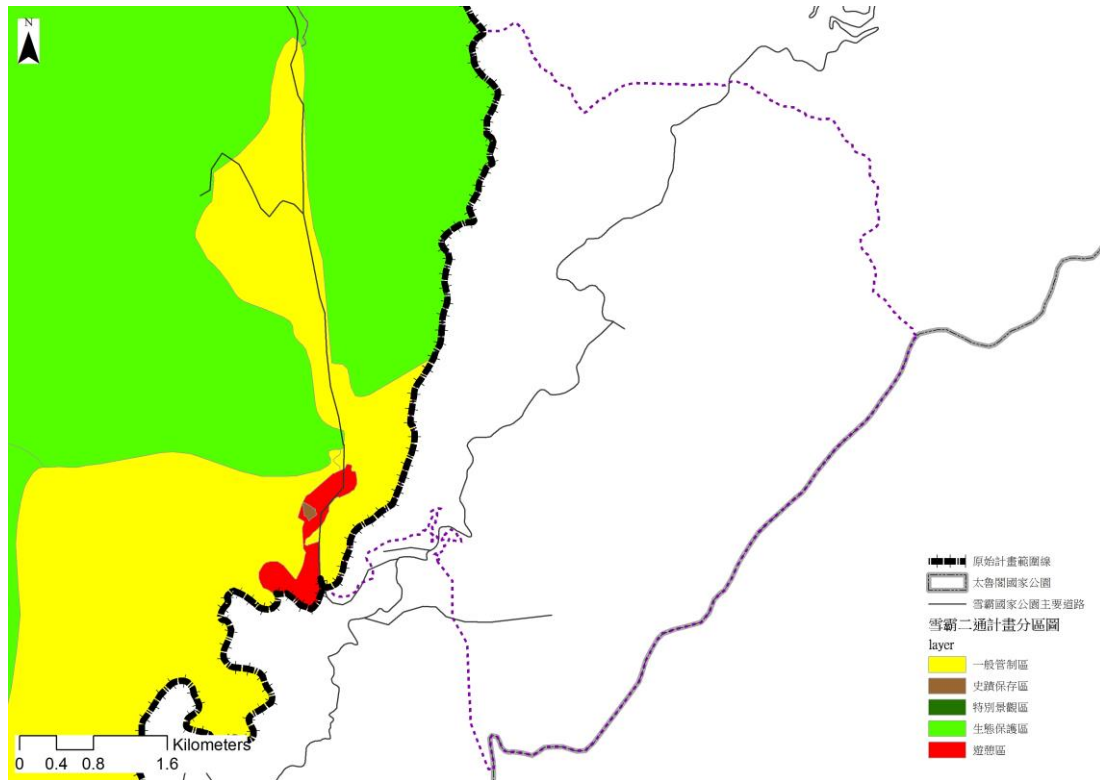 N
原始計畫範圍線
太魯閣國家公園
雪霸國家公園主要道路
雪霸二通計畫分區圖
layer
一般管制區
史蹟保存區
特別景觀區
生態保護區
遊憩區
Kilometers
0 0.4 0.8 1.6